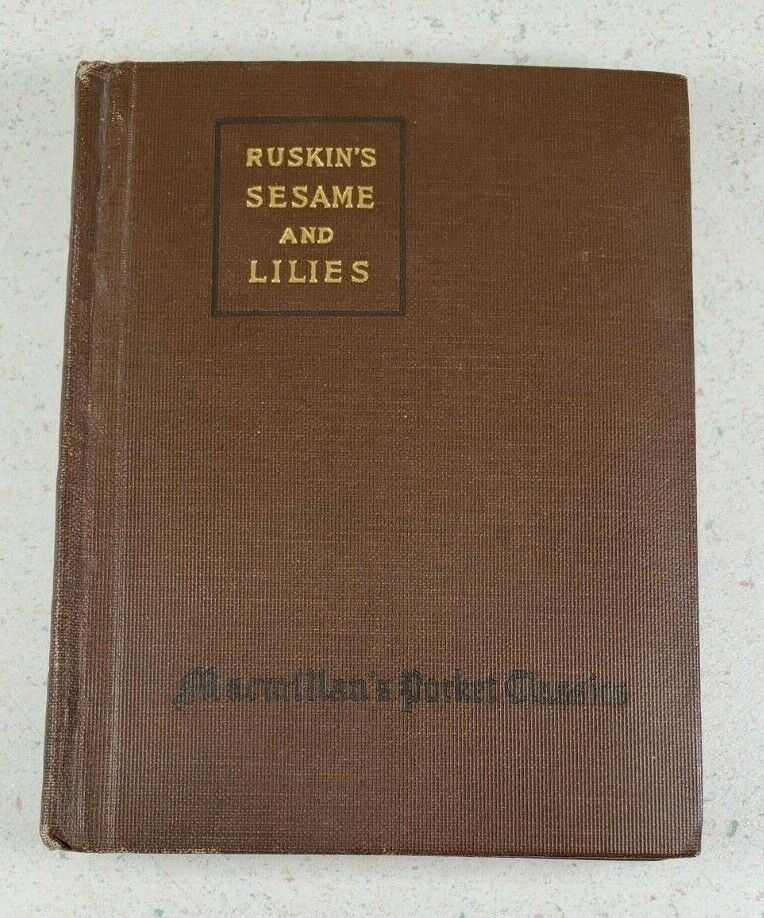 RUSKIN'S
SESAME
AND
LILIES
Macmillan's Pocket Classics